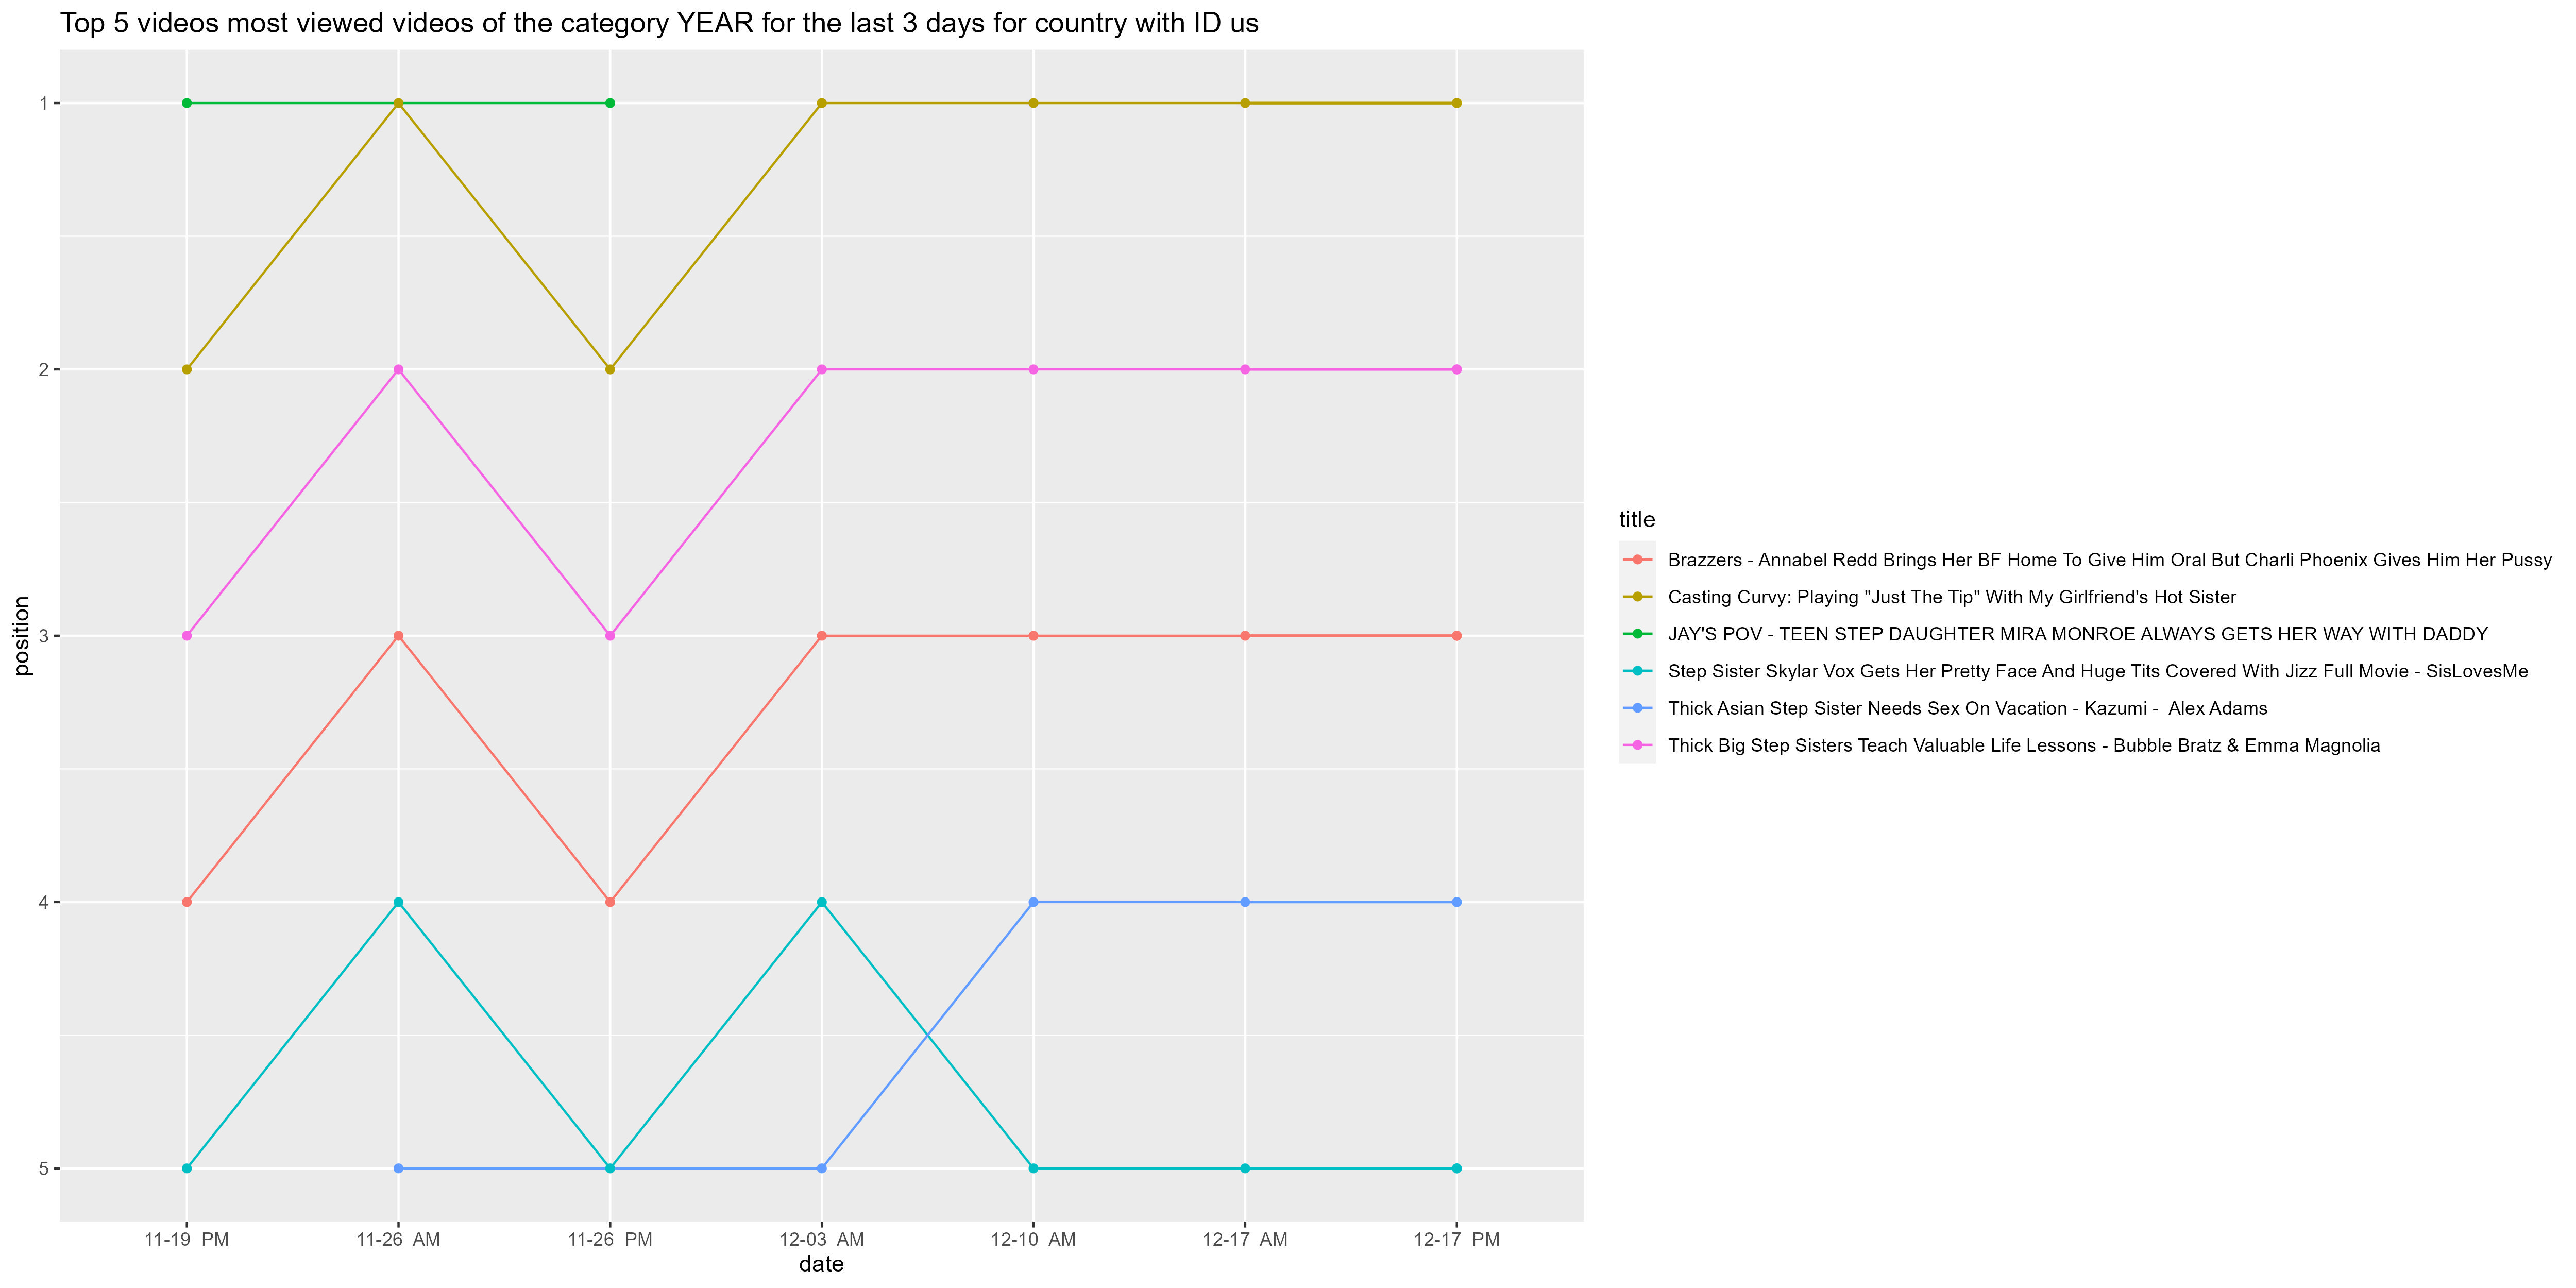 Top 5 videos most viewed videos of the category YEAR for the last 3 days for country with ID us
position
1
2
3
4
5
11-19 PM
11-26 AM
11-26 PM
12-03 AM
12-10 AM
12-17 AM
12-17 PM
date
title
Brazzers - Annabel Redd Brings Her BF Home To Give Him Oral But Charli Phoenix Gives Him Her Pussy
Casting Curvy: Playing "Just The Tip" With My Girlfriend's Hot Sister
JAY'S POV - TEEN STEP DAUGHTER MIRA MONROE ALWAYS GETS HER WAY WITH DADDY
Step Sister Skylar Vox Gets Her Pretty Face And Huge Tits Covered With Jizz Full Movie - SisLovesMe
Thick Asian Step Sister Needs Sex On Vacation - Kazumi -  Alex Adams
Thick Big Step Sisters Teach Valuable Life Lessons - Bubble Bratz & Emma Magnolia